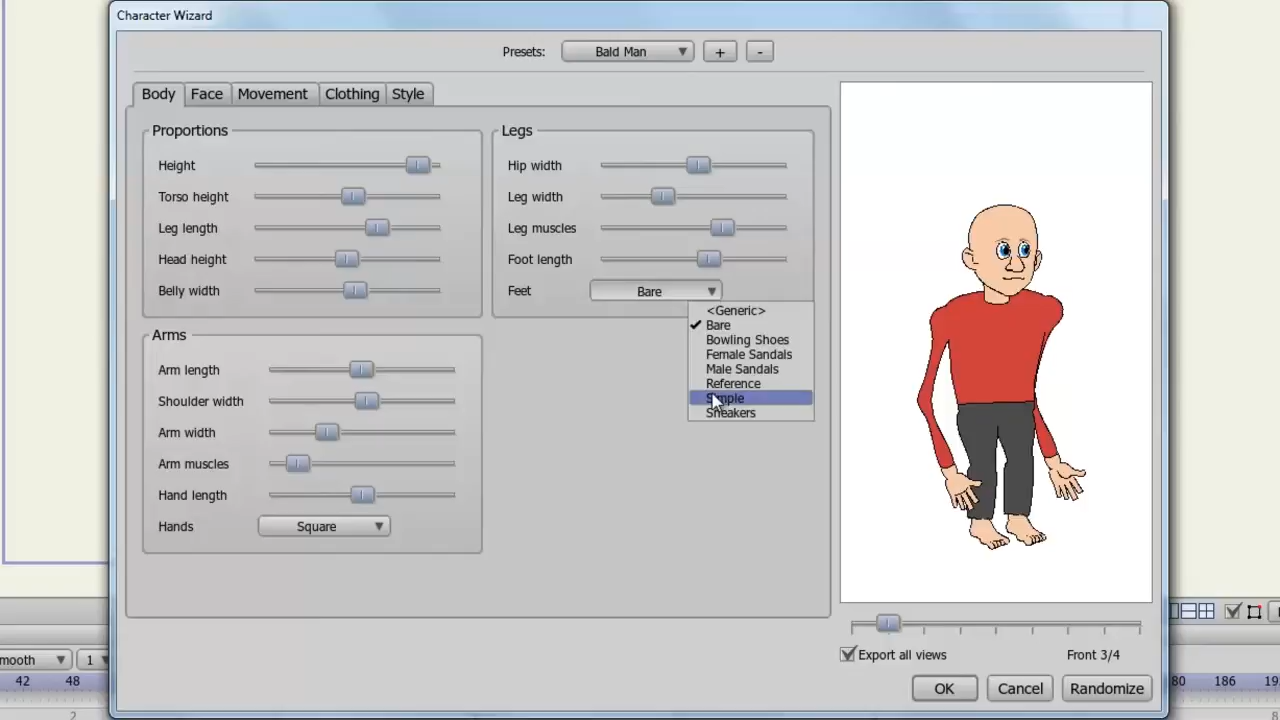 Character Wizard
Presets: Bald Man + -
Body Face Movement Clothing Style
Proportions
Height
Torso height
Leg length
Head height
Belly width
Legs
Hip width
Leg width
Leg muscles
Foot length
Feet Bare
<Generic>
Bare
Bowling Shoes
Female Sandals
Male Sandals
Reference
Simple
Sneakers
Arms
Arm length
Shoulder width
Arm width
Arm muscles
Hand length
Hands Square
Export all views Front 3/4
OK Cancel Randomize
mooth 1
42 48 80 186 19
2